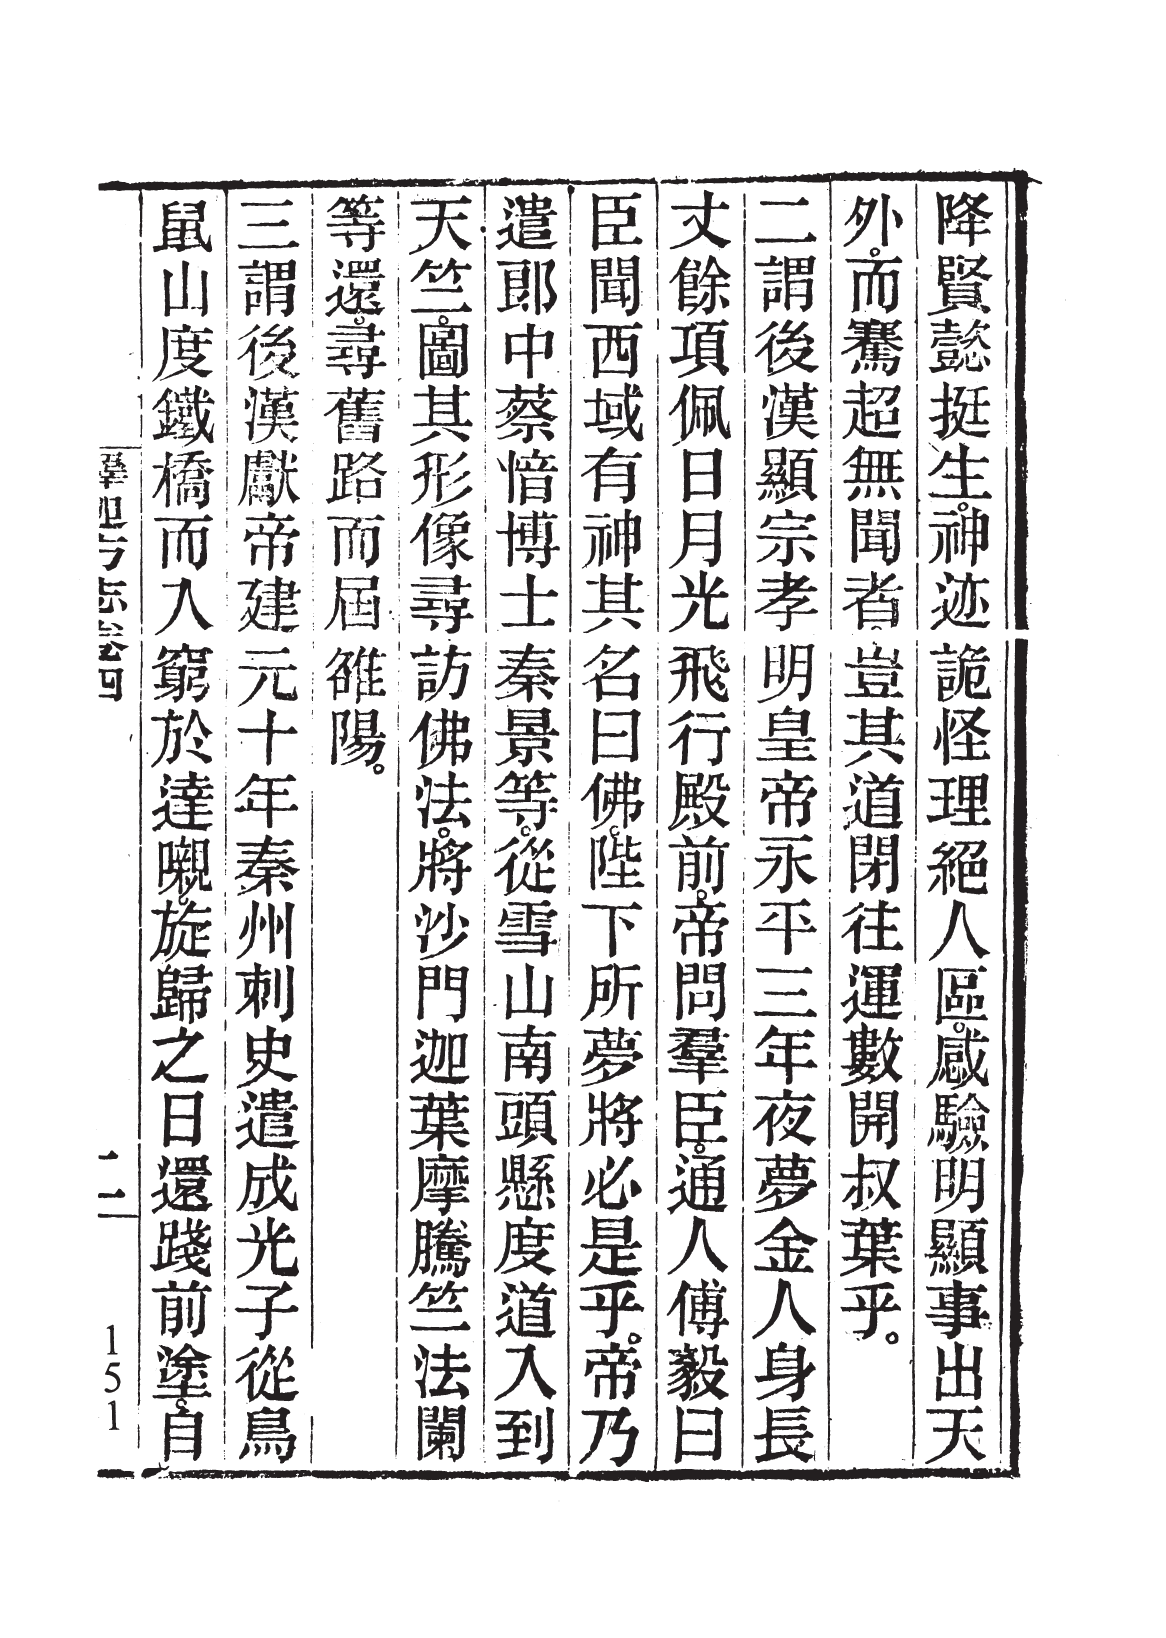 降賢懿挺生。神迹詭怪理絕人區。感驗明顯事出天
外。而騫超無聞者。豈其道閉往運數開叔葉乎。
二謂後漢顯宗孝明皇帝永平三年夜夢金人身長
丈餘項佩日月光飛行殿前。帝問羣臣。通人傅毅曰
臣聞西域有神其名曰佛。陛下所夢將必是乎。帝乃
遣郎中蔡愔博士秦景等。從雪山南頭懸度道入到
天竺。圖其形像尋訪佛法。將沙門迦葉摩騰竺法蘭
等還。尋舊路而屆雒陽。
三謂後漢獻帝建元十年秦州刺史遣成光子從鳥
鼠山度鐵橋而入窮於達嚫。旋歸之日還踐前塗。自
釋迦方志卷四
二
151